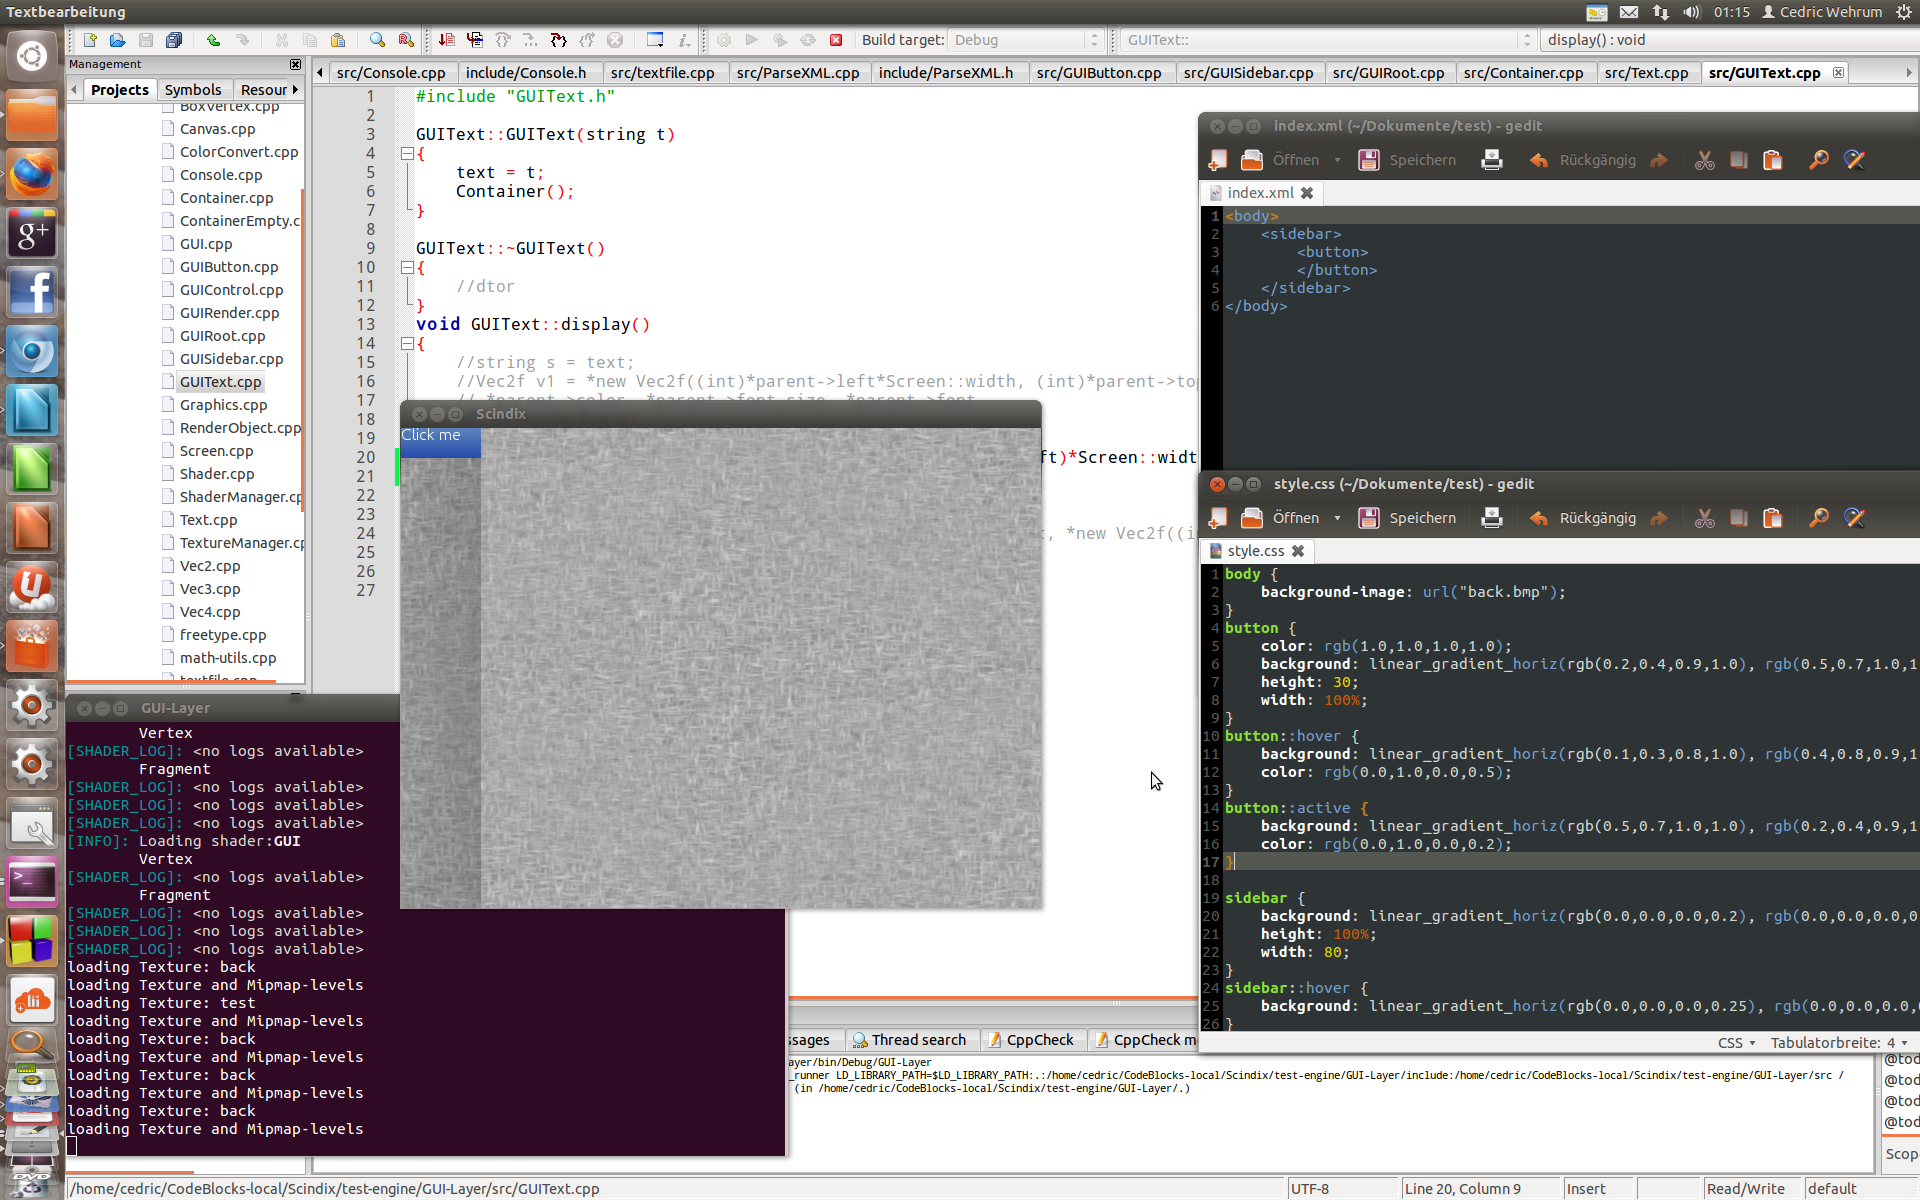 Textbearbeitung
01:15 Cedric Wehrum
Build target: Debug
GUIText::
display() : void
Management
Projects Symbols Resour
src/Console.cpp include/Console.h src/textfile.cpp src/ParseXML.cpp include/ParseXML.h src/GUIButton.cpp src/GUISidebar.cpp src/GUIRoot.cpp src/Container.cpp src/Text.cpp src/GUIText.cpp
BoxVertex.cpp
Canvas.cpp
ColorConvert.cpp
Console.cpp
Container.cpp
ContainerEmpty.c
GUI.cpp
GUIButton.cpp
GUIControl.cpp
GUIRender.cpp
GUIRoot.cpp
GUISidebar.cpp
GUIText.cpp
Graphics.cpp
RenderObject.cpp
Screen.cpp
Shader.cpp
ShaderManager.cp
Text.cpp
TextureManager.cp
Vec2.cpp
Vec3.cpp
Vec4.cpp
freetype.cpp
math-utils.cpp
textfile.cpp
1 #include "GUIText.h"
2
3 GUIText::GUIText(string t)
4 {
5 text = t;
6 Container();
7 }
8
9 GUIText::~GUIText()
10 {
11 //dtor
12 }
13 void GUIText::display()
14 {
15 //string s = text;
16 //Vec2f v1 = *new Vec2f((int)*parent->left*Screen::width, (int)*parent->top
17 // *parent->color, *parent->font_size, *parent->font
18
19
20 ft)*Screen::widt
21
22
23
24 , *new Vec2f((i
25
26
27
Scindix
Click me
index.xml (~/Dokumente/test) - gedit
Öffnen Speichern Rückgängig
index.xml
1 <body>
2 <sidebar>
3 <button>
4 </button>
5 </sidebar>
6 </body>
style.css (~/Dokumente/test) - gedit
Öffnen Speichern Rückgängig
style.css
1 body {
2 background-image: url("back.bmp");
3 }
4 button {
5 color: rgb(1.0,1.0,1.0,1.0);
6 background: linear_gradient_horiz(rgb(0.2,0.4,0.9,1.0), rgb(0.5,0.7,1.0,1
7 height: 30;
8 width: 100%;
9 }
10 button::hover {
11 background: linear_gradient_horiz(rgb(0.1,0.3,0.8,1.0), rgb(0.4,0.8,0.9,1
12 color: rgb(0.0,1.0,0.0,0.5);
13 }
14 button::active {
15 background: linear_gradient_horiz(rgb(0.5,0.7,1.0,1.0), rgb(0.2,0.4,0.9,1
16 color: rgb(0.0,1.0,0.0,0.2);
17 }
18
19 sidebar {
20 background: linear_gradient_horiz(rgb(0.0,0.0,0.0,0.2), rgb(0.0,0.0,0.0,0
21 height: 100%;
22 width: 80;
23 }
24 sidebar::hover {
25 background: linear_gradient_horiz(rgb(0.0,0.0,0.0,0.25), rgb(0.0,0.0,0.0,
26 }
CSS Tabulatorbreite: 4
GUI-Layer
Vertex
[SHADER_LOG]: <no logs available>
Fragment
[SHADER_LOG]: <no logs available>
[SHADER_LOG]: <no logs available>
[SHADER_LOG]: <no logs available>
[INFO]: Loading shader:GUI
Vertex
[SHADER_LOG]: <no logs available>
Fragment
[SHADER_LOG]: <no logs available>
[SHADER_LOG]: <no logs available>
[SHADER_LOG]: <no logs available>
loading Texture: back
loading Texture and Mipmap-levels
loading Texture: test
loading Texture and Mipmap-levels
loading Texture: back
loading Texture and Mipmap-levels
loading Texture: back
loading Texture and Mipmap-levels
loading Texture: back
loading Texture and Mipmap-levels
ssages Thread search CppCheck CppCheck m
ayer/bin/Debug/GUI-Layer
_runner LD_LIBRARY_PATH=$LD_LIBRARY_PATH:.:/home/cedric/CodeBlocks-local/Scindix/test-engine/GUI-Layer/include:/home/cedric/CodeBlocks-local/Scindix/test-engine/GUI-Layer/src /
(in /home/cedric/CodeBlocks-local/Scindix/test-engine/GUI-Layer/.)
@tod
@tod
@tod
@tod
Scop
/home/cedric/CodeBlocks-local/Scindix/test-engine/GUI-Layer/src/GUIText.cpp
UTF-8 Line 20, Column 9 Insert Read/Write default